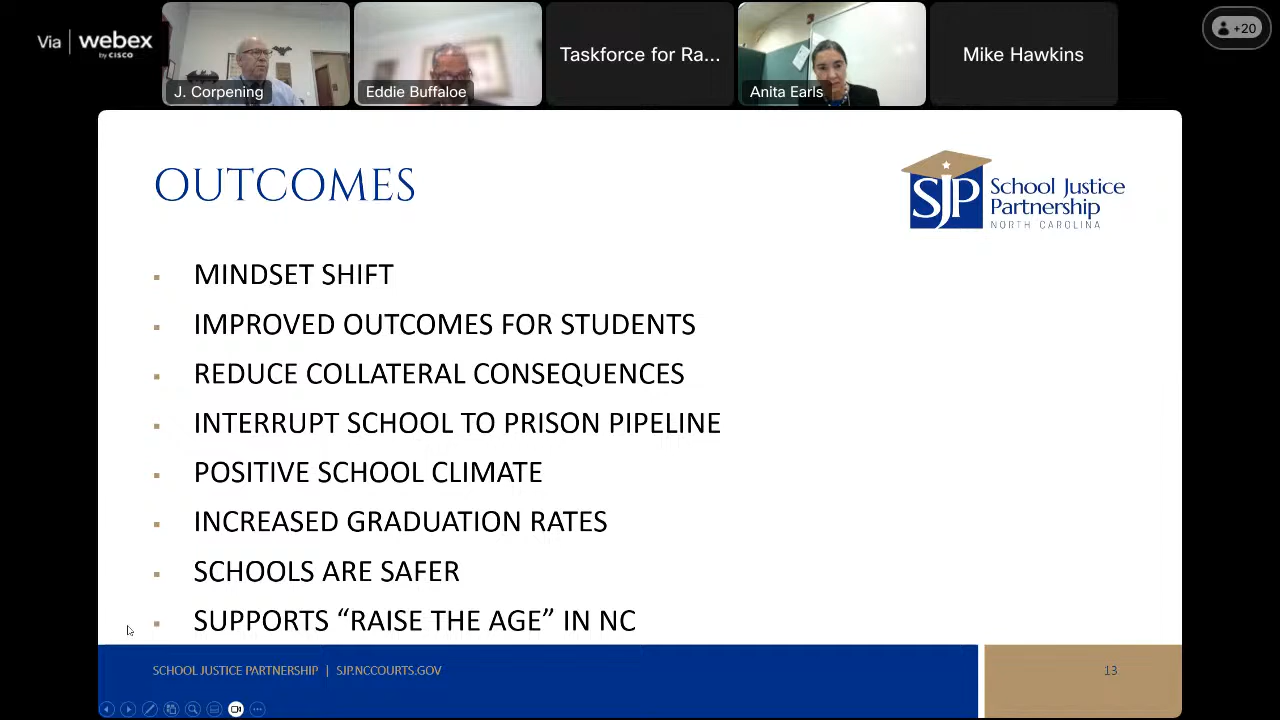 Via webex
by CISCO
J. Corpening
Eddie Buffaloe
Taskforce for Ra...
Anita Earls
Mike Hawkins
+20
OUTCOMES
SJP School Justice
Partnership
NORTH CAROLINA
▪ MINDSET SHIFT
▪ IMPROVED OUTCOMES FOR STUDENTS
▪ REDUCE COLLATERAL CONSEQUENCES
▪ INTERRUPT SCHOOL TO PRISON PIPELINE
▪ POSITIVE SCHOOL CLIMATE
▪ INCREASED GRADUATION RATES
▪ SCHOOLS ARE SAFER
▪ SUPPORTS “RAISE THE AGE” IN NC
SCHOOL JUSTICE PARTNERSHIP | SJP.NCCOURTS.GOV
13